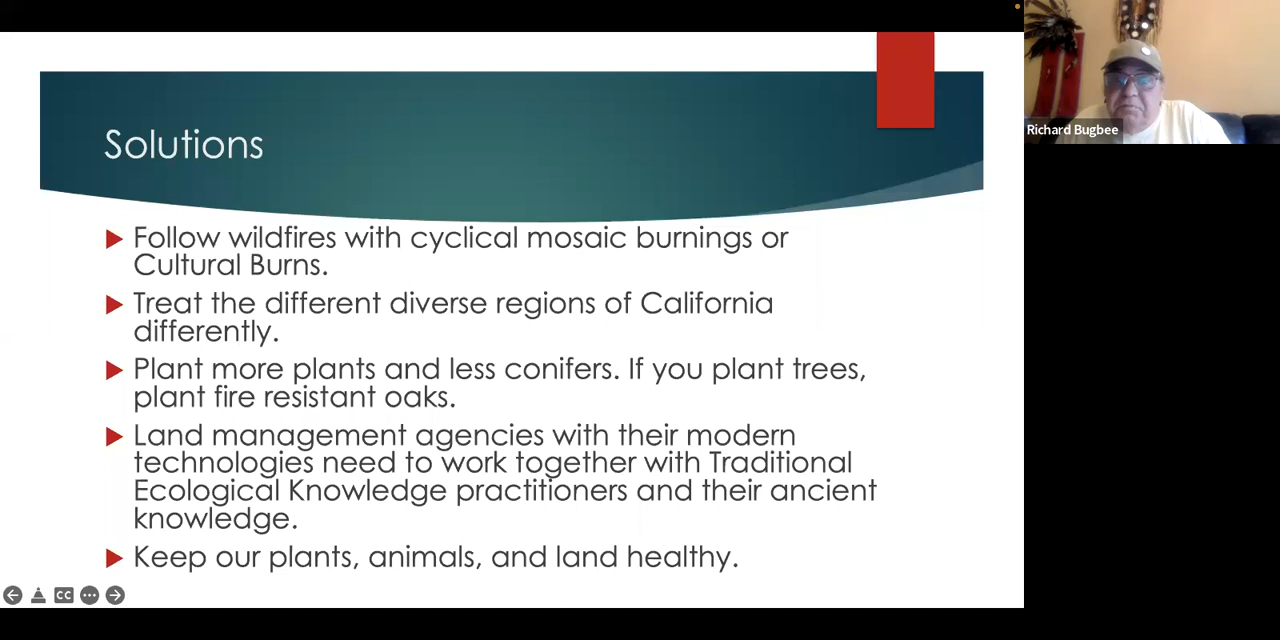 Solutions
Follow wildfires with cyclical mosaic burnings or
Cultural Burns.
Treat the different diverse regions of California
differently.
Plant more plants and less conifers. If you plant trees,
plant fire resistant oaks.
Land management agencies with their modern
technologies need to work together with Traditional
Ecological Knowledge practitioners and their ancient
knowledge.
Keep our plants, animals, and land healthy.
CC
Richard Bugbee